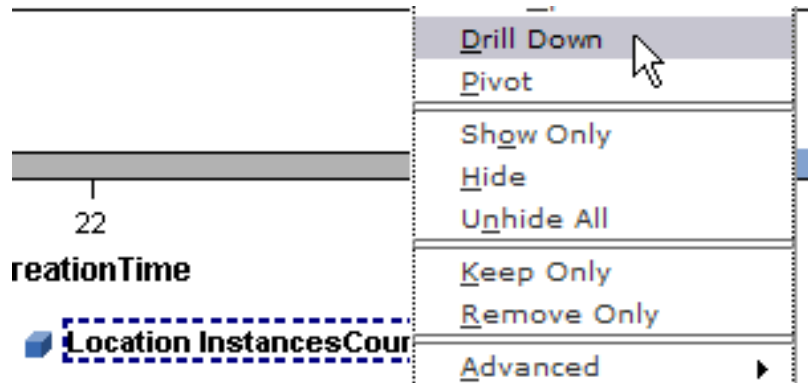 Drill Down
Pivot
Show Only
Hide
Unhide All
Keep Only
Remove Only
Advanced
22
reationTime
Location InstancesCour